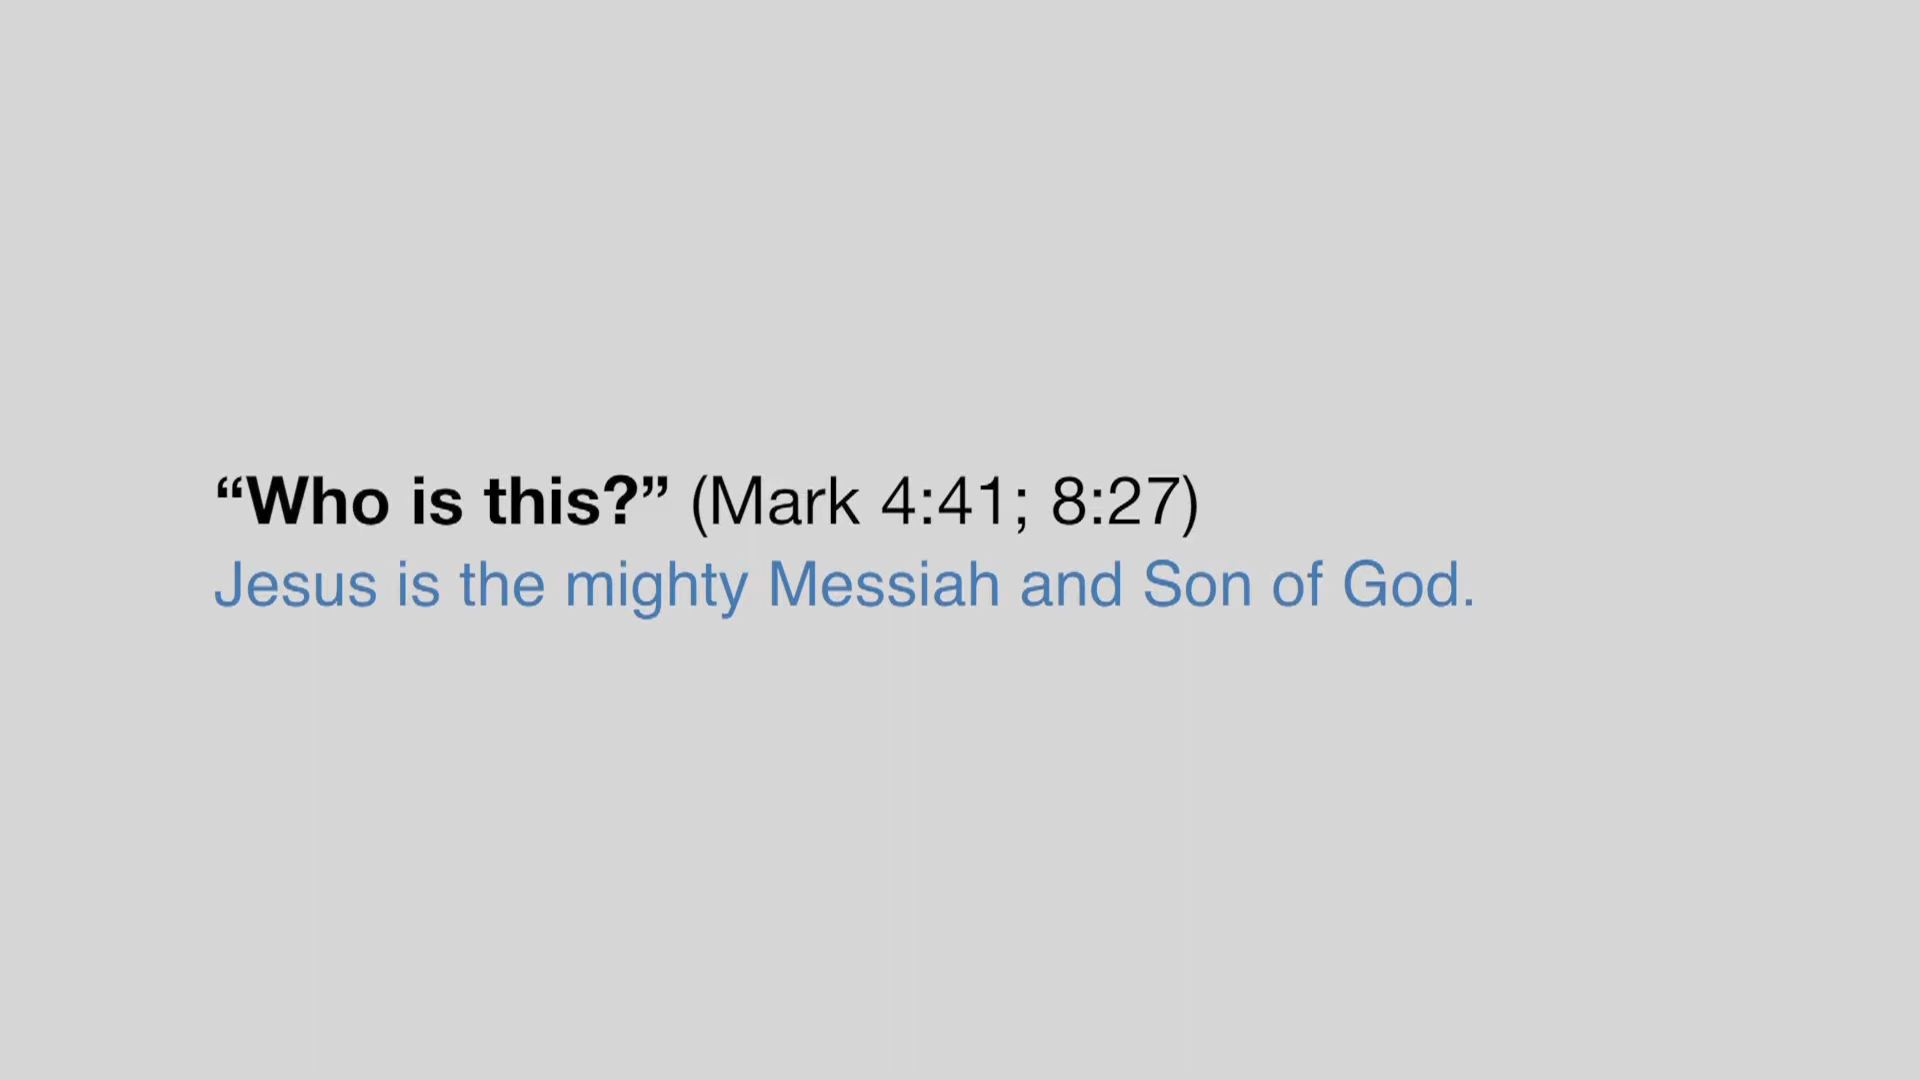 “Who is this?” (Mark 4:41; 8:27)
Jesus is the mighty Messiah and Son of God.